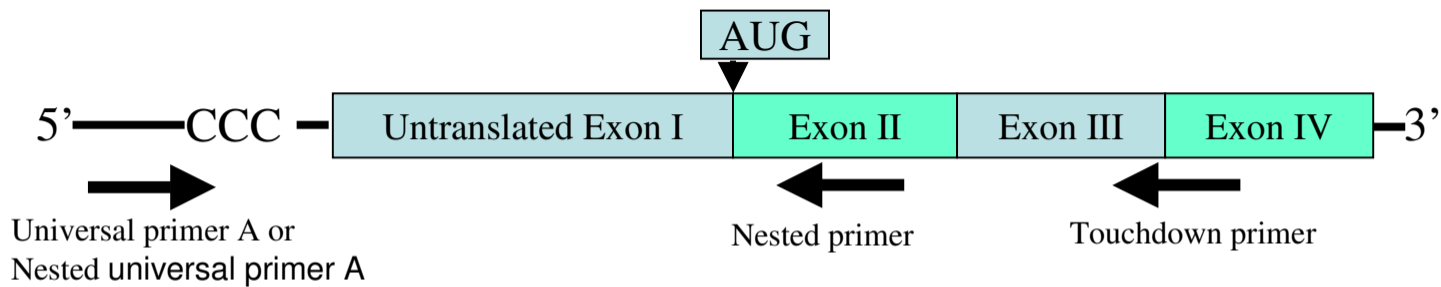 AUG
5’ CCC Untranslated Exon I Exon II Exon III Exon IV 3’
Universal primer A or
Nested universal primer A
Nested primer
Touchdown primer